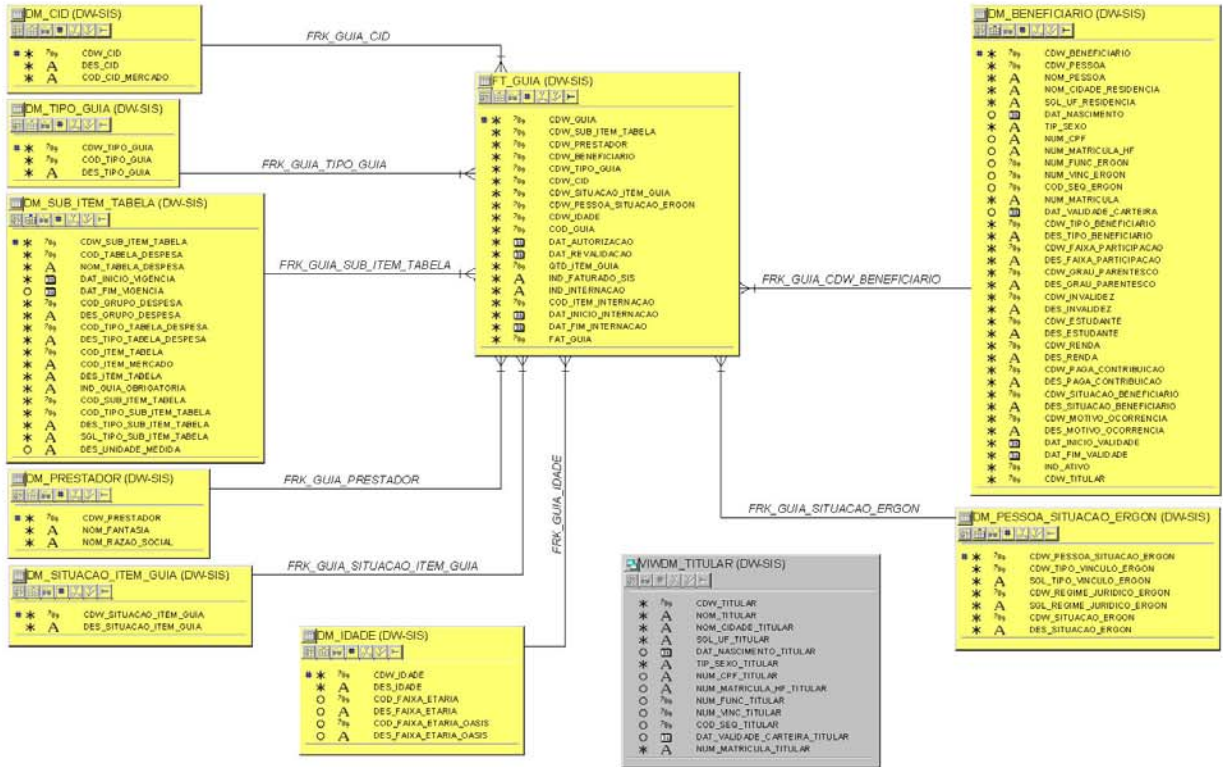 DM_CID (DW-SIS)
CDW_CID
DES_CID
COD_CID_MERCADO
FRK_GUIA_CID
DM_TIPO_GUIA (DW-SIS)
CDW_TIPO_GUIA
COD_TIPO_GUIA
DES_TIPO_GUIA
FRK_GUIA_TIPO_GUIA
DM_SUB_ITEM_TABELA (DW-SIS)
CDW_SUB_ITEM_TABELA
COD_TABELA_DESPESA
NOM_TABELA_DESPESA
DAT_INICIO_VIGENCIA
DAT_FIM_VIGENCIA
COD_GRUPO_DESPESA
DES_GRUPO_DESPESA
COD_TIPO_TABELA_DESPESA
DES_TIPO_TABELA_DESPESA
COD_ITEM_TABELA
COD_ITEM_MERCADO
DES_ITEM_TABELA
IND_GUIA_OBRIGATORIA
COD_SUB_ITEM_TABELA
COD_TIPO_SUB_ITEM_TABELA
DES_TIPO_SUB_ITEM_TABELA
SGL_TIPO_SUB_ITEM_TABELA
DES_UNIDADE_MEDIDA
FRK_GUIA_SUB_ITEM_TABELA
DM_PRESTADOR (DW-SIS)
CDW_PRESTADOR
NOM_FANTASIA
NOM_RAZAO_SOCIAL
FRK_GUIA_PRESTADOR
DM_SITUACAO_ITEM_GUIA (DW-SIS)
CDW_SITUACAO_ITEM_GUIA
DES_SITUACAO_ITEM_GUIA
FRK_GUIA_SITUACAO_ITEM_GUIA
DM_IDADE (DW-SIS)
CDW_IDADE
DES_IDADE
COD_FAIXA_ETARIA
DES_FAIXA_ETARIA
COD_FAIXA_ETARIA_OASIS
DES_FAIXA_ETARIA_OASIS
FRK_GUIA_IDADE
FT_GUIA (DW-SIS)
CDW_GUIA
CDW_SUB_ITEM_TABELA
CDW_PRESTADOR
CDW_BENEFICIARIO
CDW_TIPO_GUIA
CDW_CID
CDW_SITUACAO_ITEM_GUIA
CDW_PESSOA_SITUACAO_ERGON
CDW_IDADE
COD_GUIA
DAT_AUTORIZACAO
DAT_REVALIDACAO
QTD_ITEM_GUIA
IND_FATURADO_SIS
IND_INTERNACAO
COD_ITEM_INTERNACAO
DAT_INICIO_INTERNACAO
DAT_FIM_INTERNACAO
FAT_GUIA
FRK_GUIA_CDW_BENEFICIARIO
FRK_GUIA_SITUACAO_ERGON
VIWDM_TITULAR (DW-SIS)
CDW_TITULAR
NOM_TITULAR
NOM_CIDADE_TITULAR
SGL_UF_TITULAR
DAT_NASCIMENTO_TITULAR
TIP_SEXO_TITULAR
NUM_CPF_TITULAR
NUM_MATRICULA_HF_TITULAR
NUM_FUNC_TITULAR
NUM_VINC_TITULAR
COD_SEQ_TITULAR
DAT_VALIDADE_CARTEIRA_TITULAR
NUM_MATRICULA_TITULAR
DM_BENEFICIARIO (DW-SIS)
CDW_BENEFICIARIO
CDW_PESSOA
NOM_PESSOA
NOM_CIDADE_RESIDENCIA
SGL_UF_RESIDENCIA
DAT_NASCIMENTO
TIP_SEXO
NUM_CPF
NUM_MATRICULA_HF
NUM_FUNC_ERGON
NUM_VINC_ERGON
COD_SEQ_ERGON
NUM_MATRICULA
DAT_VALIDADE_CARTEIRA
CDW_TIPO_BENEFICIARIO
DES_TIPO_BENEFICIARIO
CDW_FAIXA_PARTICIPACAO
DES_FAIXA_PARTICIPACAO
CDW_GRAU_PARENTESCO
DES_GRAU_PARENTESCO
CDW_INVALIDEZ
DES_INVALIDEZ
CDW_ESTUDANTE
DES_ESTUDANTE
CDW_RENDA
DES_RENDA
CDW_PAGA_CONTRIBUICAO
DES_PAGA_CONTRIBUICAO
CDW_SITUACAO_BENEFICIARIO
DES_SITUACAO_BENEFICIARIO
CDW_MOTIVO_OCORRENCIA
DES_MOTIVO_OCORRENCIA
DAT_INICIO_VALIDADE
DAT_FIM_VALIDADE
IND_ATIVO
CDW_TITULAR
DM_PESSOA_SITUACAO_ERGON (DW-SIS)
CDW_PESSOA_SITUACAO_ERGON
CDW_TIPO_VINCULO_ERGON
SGL_TIPO_VINCULO_ERGON
CDW_REGIME_JURIDICO_ERGON
SGL_REGIME_JURIDICO_ERGON
CDW_SITUACAO_ERGON
DES_SITUACAO_ERGON